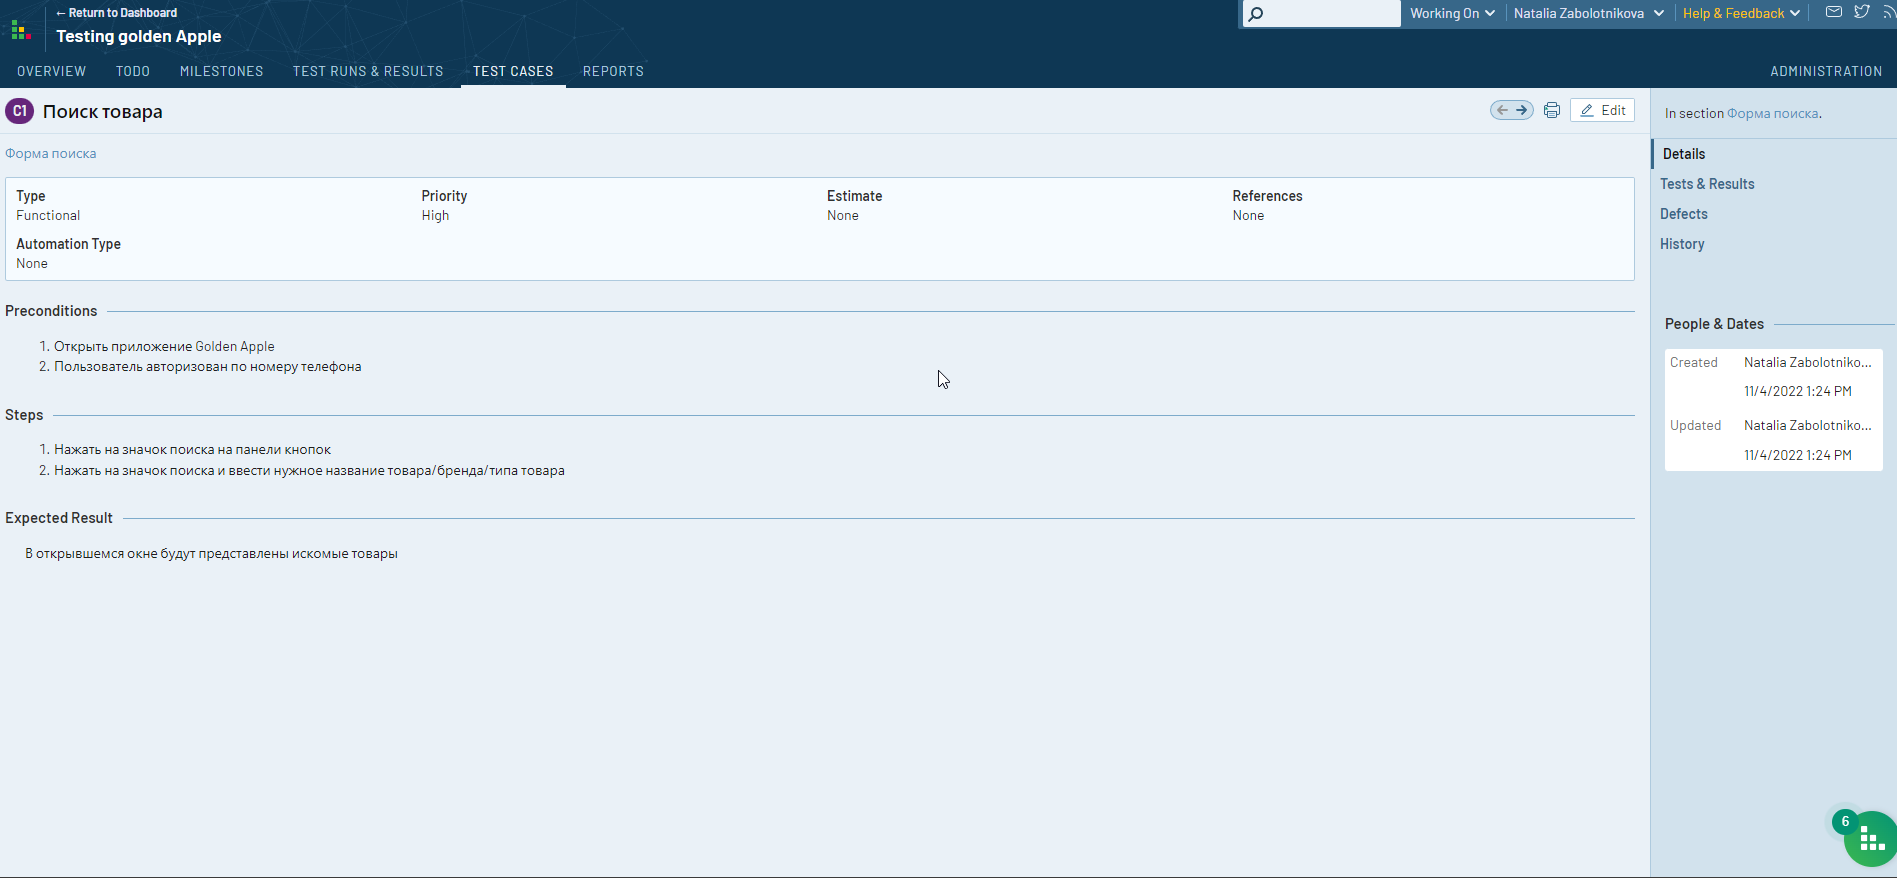 ← Return to Dashboard
Testing golden Apple
Working On
Natalia Zabolotnikova
Help & Feedback
OVERVIEW TODO MILESTONES TEST RUNS & RESULTS TEST CASES REPORTS ADMINISTRATION
C1 Поиск товара
Edit
Форма поиска
Type Priority Estimate References
Functional High None None
Automation Type
None
Preconditions
1. Открыть приложение Golden Apple
2. Пользователь авторизован по номеру телефона
Steps
1. Нажать на значок поиска на панели кнопок
2. Нажать на значок поиска и ввести нужное название товара/бренда/типа товара
Expected Result
В открывшемся окне будут представлены искомые товары
In section Форма поиска.
Details
Tests & Results
Defects
History
People & Dates
Created Natalia Zabolotniko...
11/4/2022 1:24 PM
Updated Natalia Zabolotniko...
11/4/2022 1:24 PM
6